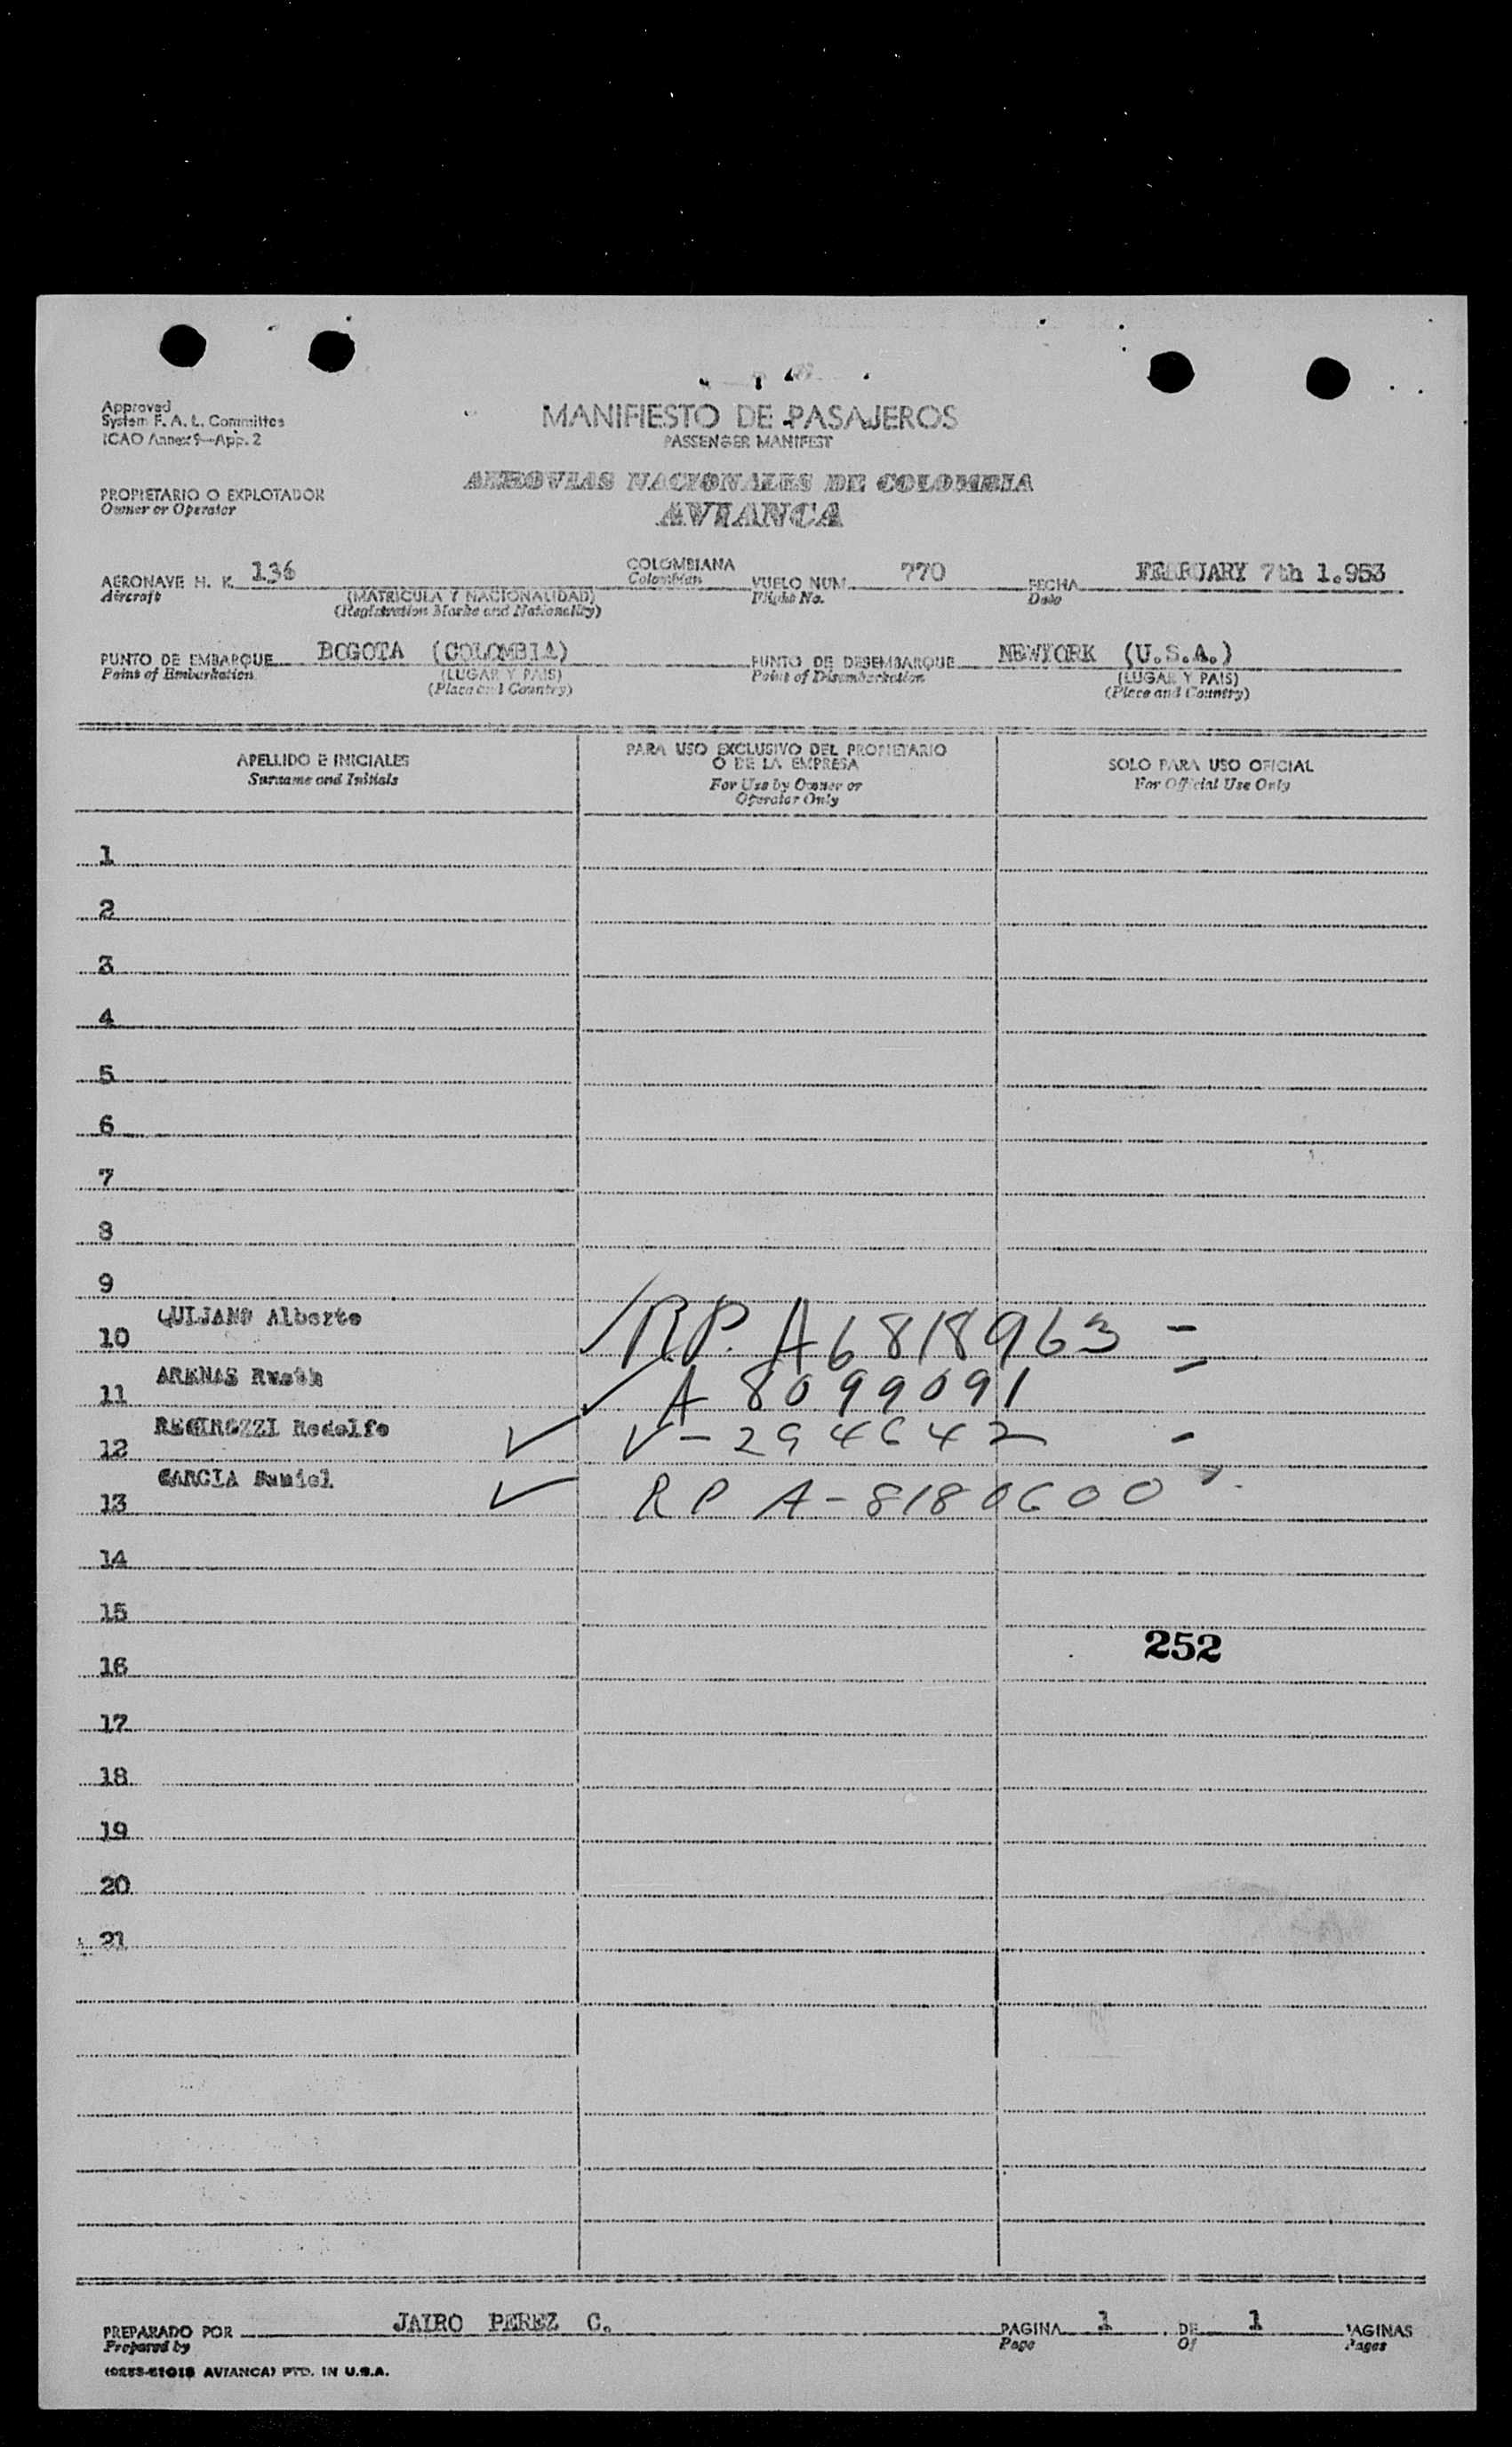 Approved
System F. A. L. Committee
ICAO Annex 9—App. 2
MANIFIESTO DE PASAJEROS
PASSENGER MANIFEST
PROPIETARIO O EXPLOTADOR
Owner or Operator
AEROVIAS NACIONALES DE COLOMBIA
AVIANCA
AERONAVE H. K. 136 COLOMBIANA VUELO NUM. 770 FECHA FEBRUARY 7th 1.953
Aircraft (MATRICULA Y NACIONALIDAD) Colombian Flight No. Date
(Registration Marks and Nationality)
PUNTO DE EMBARQUE BOGOTA (COLOMBIA) PUNTO DE DESEMBARQUE NEWYORK (U.S.A.)
Point of Embarkation (LUGAR Y PAIS) Point of Disembarkation (LUGAR Y PAIS)
(Place and Country) (Place and Country)
APELLIDO E INICIALES
Surname and Initials
PARA USO EXCLUSIVO DEL PROPIETARIO
O DE LA EMPRESA
For Use by Owner or
Operator Only
SOLO PARA USO OFICIAL
For Official Use Only
1
2
3
4
5
6
7
8
9
10 QUIJANO Alberto R.P. A6818963 =
11 ARENAS A 8099091
12 Rodolfo V-294642 -
13 GARCIA Daniel RP A-8180600
14
15
252
16
17
18
19
20
21
PREPARADO POR JAIRO PEREZ C. PAGINA 1 DE 1 PAGINAS
Prepared by Page Of Pages
AVIANCA) PTD. IN U.S.A.